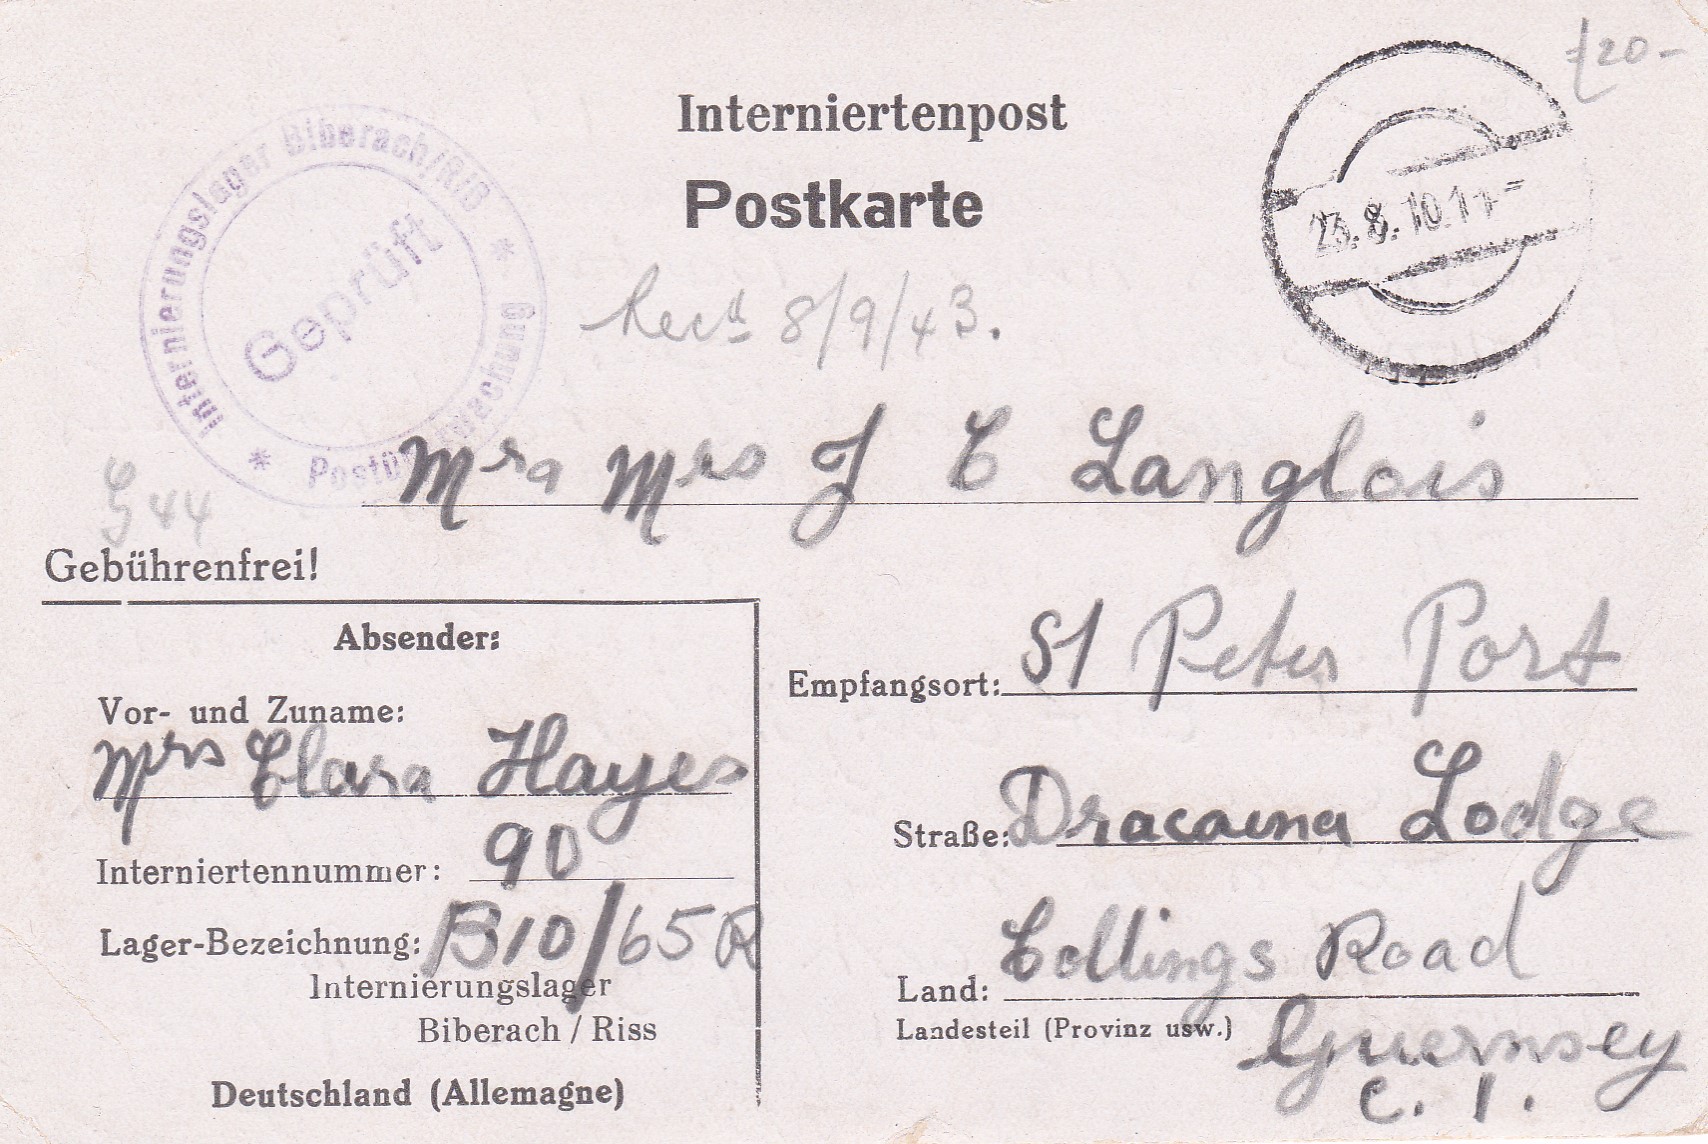 £20-
Interniertenpost
Postkarte
Internierungslager Biberach/Riß
Geprüft
* Postüberwachung *
23.8. 10.11-
Recd 8/9/43.
Mrs J C Langlois
G 44
Gebührenfrei!
Absender:
Vor- und Zuname:
Mrs Clara Hayes
Interniertennummer: 90
Lager-Bezeichnung: B10/65 R
Internierungslager
Biberach / Riss
Deutschland (Allemagne)
Empfangsort: St Peter Port
Straße: Dracaena Lodge
Collings Road
Land:
Landesteil (Provinz usw.) Guernsey
C. I.